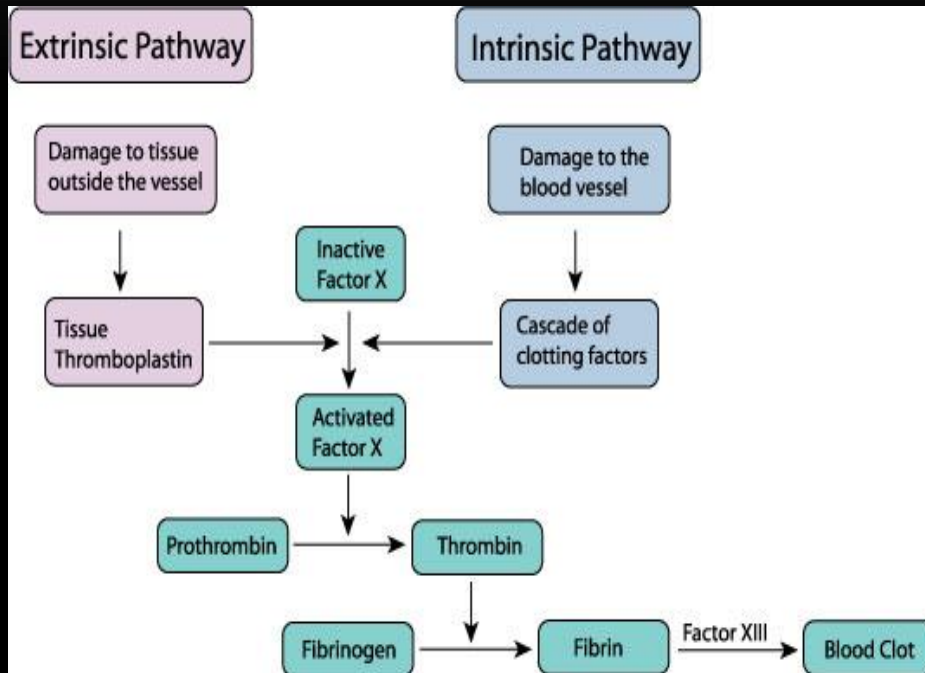 Extrinsic Pathway
Intrinsic Pathway
Damage to tissue
outside the vessel
Damage to the
blood vessel
Inactive
Factor X
Tissue
Thromboplastin
Cascade of
clotting factors
Activated
Factor X
Prothrombin
Thrombin
Fibrinogen
Fibrin
Factor XIII
Blood Clot